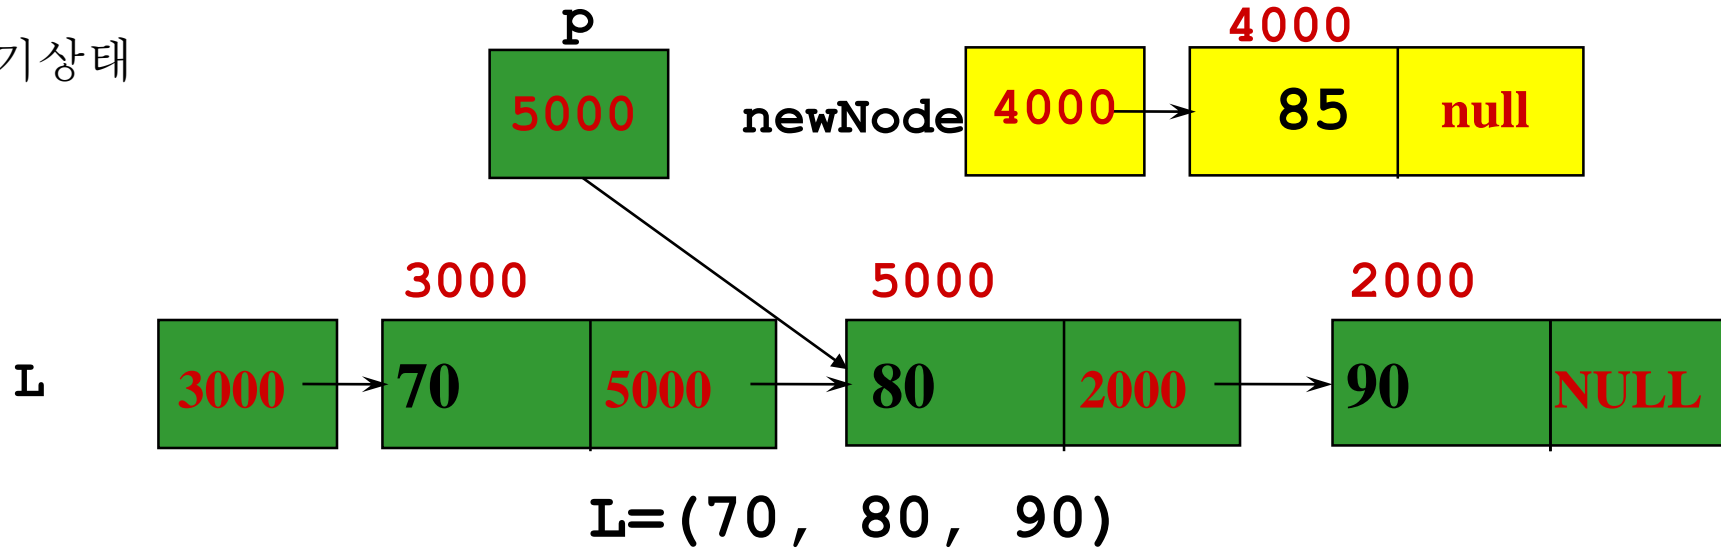 p 4000
기상태
5000 newNode 4000 85 null
3000 5000 2000
L 3000 70 5000 80 2000 90 NULL
L=(70, 80, 90)